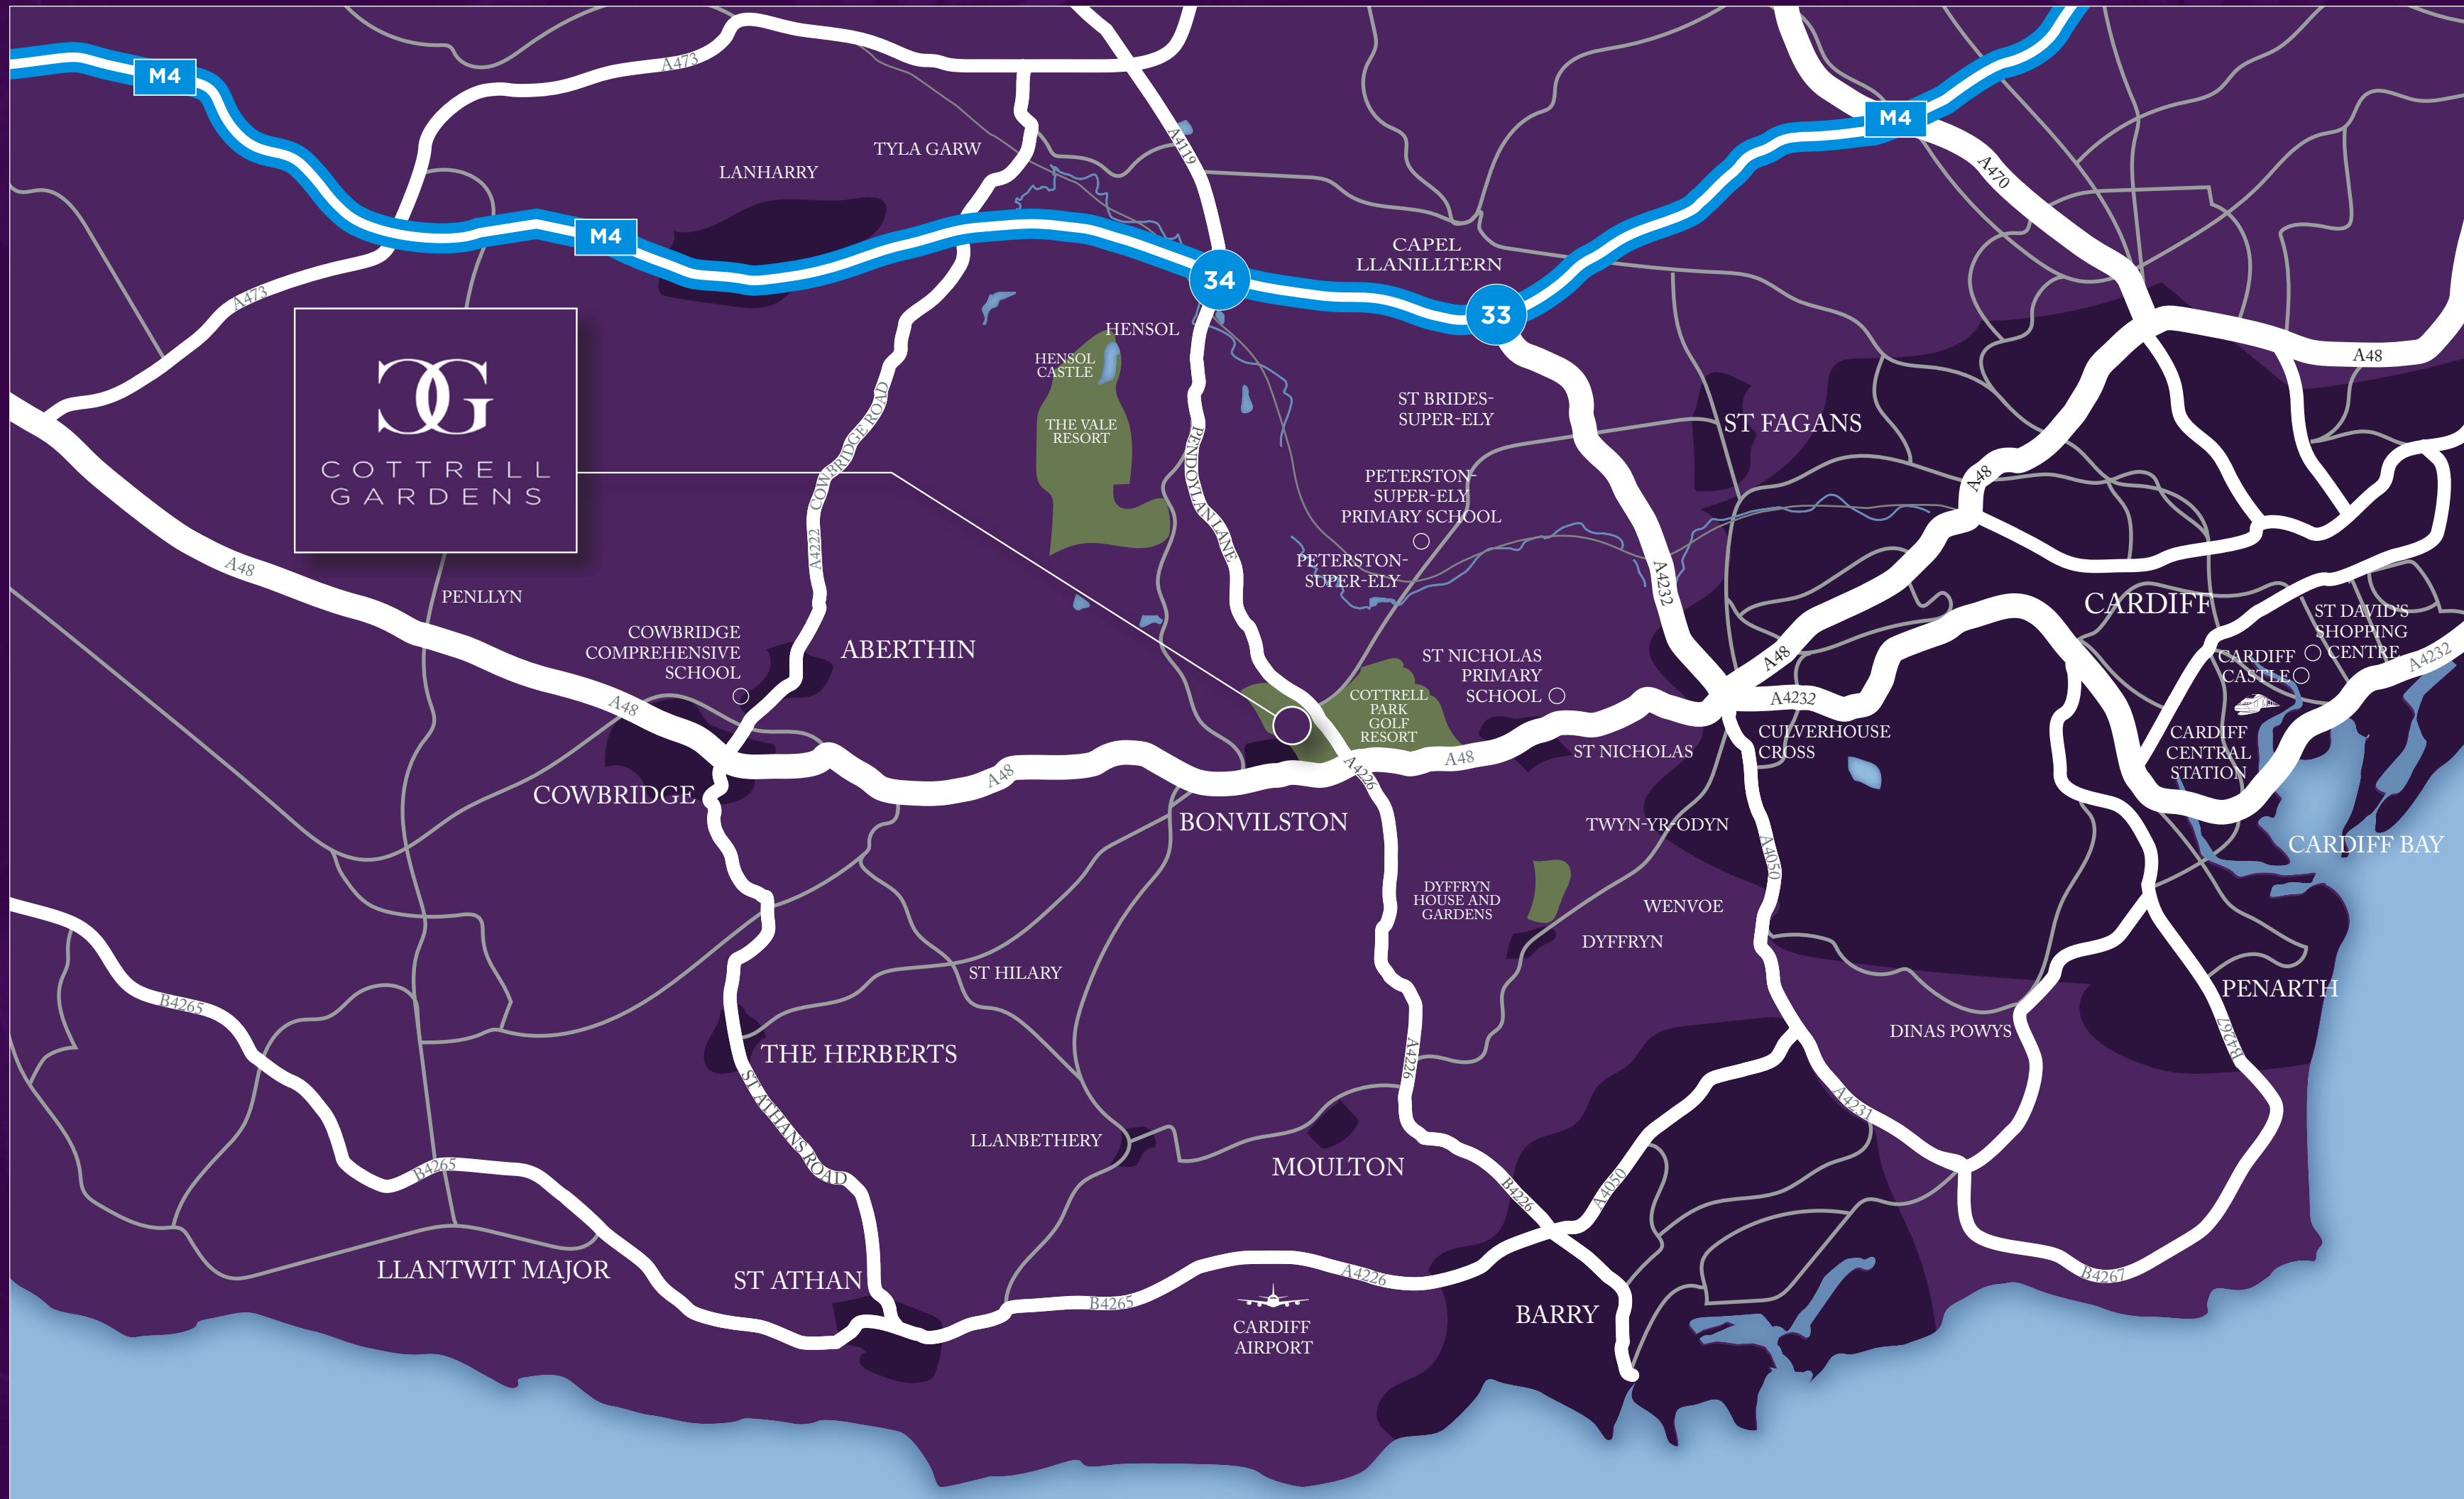 M4
A473
A4119
M4
A470
TYLA GARW
LANHARRY
M4
CAPEL
LLANILLTERN
34
33
A473
HENSOL
HENSOL
CASTLE
A48
CG
COTTRELL
GARDENS
COWBRIDGE ROAD
A4222
THE VALE
RESORT
PENDOYLAN LANE
ST BRIDES-
SUPER-ELY
ST FAGANS
PETERSTON-
SUPER-ELY
PRIMARY SCHOOL
A48
PETERSTON-
SUPER-ELY
A4232
A48
PENLLYN
CARDIFF
ST DAVID'S
SHOPPING
CENTRE
CARDIFF
CASTLE
A4232
COWBRIDGE
COMPREHENSIVE
SCHOOL
ABERTHIN
ST NICHOLAS
PRIMARY
SCHOOL
A48
A4232
COTTRELL
PARK
GOLF
RESORT
A48
CULVERHOUSE
CROSS
CARDIFF
CENTRAL
STATION
ST NICHOLAS
A48
A48
A4226
COWBRIDGE
BONVILSTON
TWYN-YR-ODYN
A4050
CARDIFF BAY
DYFFRYN
HOUSE AND
GARDENS
WENVOE
DYFFRYN
ST HILARY
PENARTH
B4265
B4267
DINAS POWYS
THE HERBERTS
A4226
ST ATHANS ROAD
A4231
LLANBETHERY
MOULTON
B4265
B4226
A4050
LLANTWIT MAJOR
ST ATHAN
A4226
B4267
B4265
BARRY
CARDIFF
AIRPORT